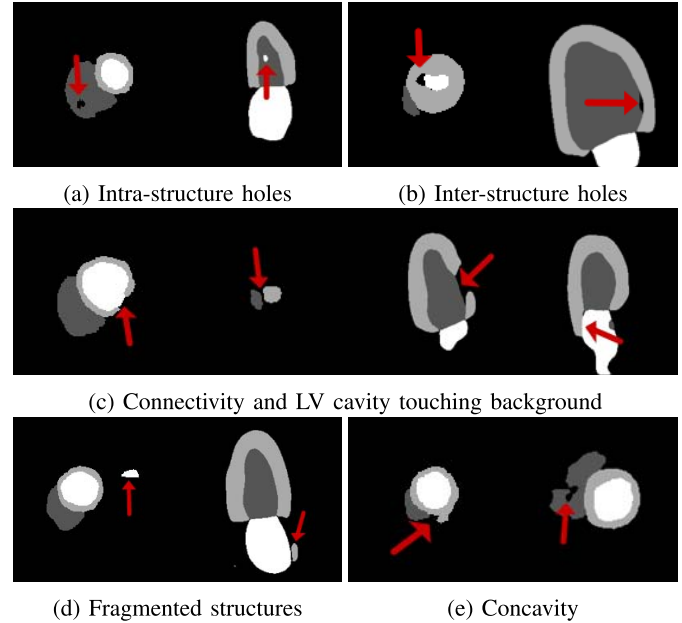 (a) Intra-structure holes
(b) Inter-structure holes
(c) Connectivity and LV cavity touching background
(d) Fragmented structures
(e) Concavity